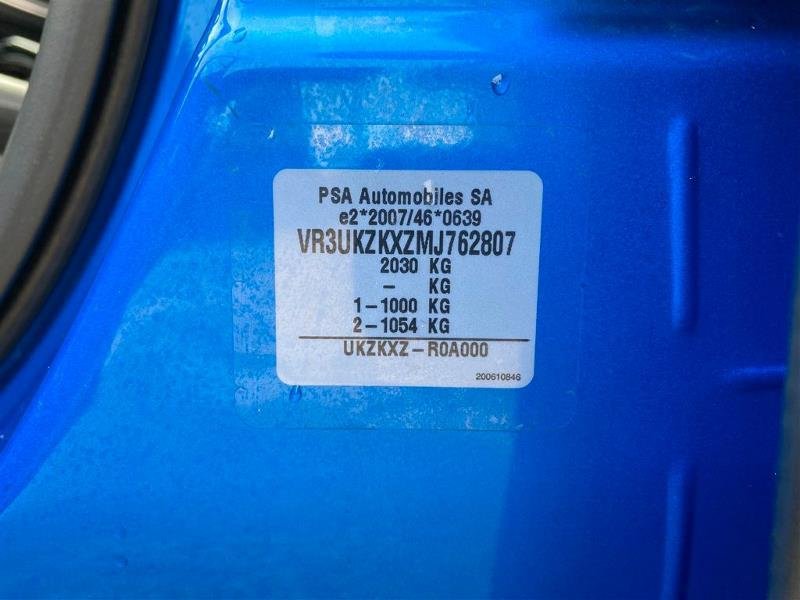 PSA Automobiles SA
e2*2007/46*0639
VR3UKZKXZMJ762807
2030 KG
- KG
1-1000 KG
2-1054 KG
UKZKXZ-R0A000
200610846